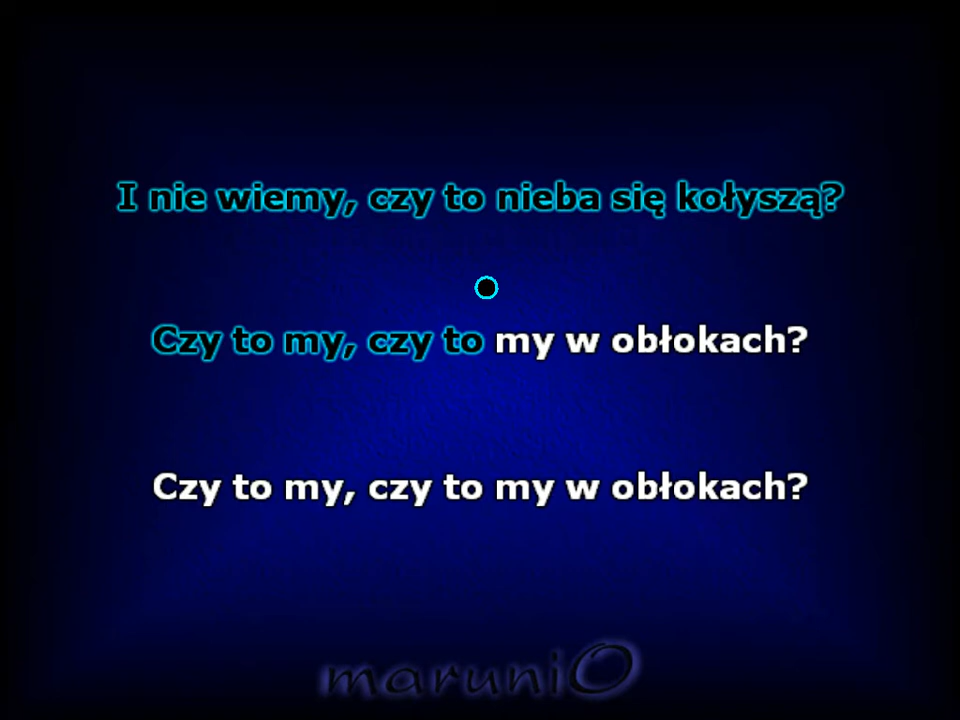 I nie wiemy, czy to nieba się kołyszą?
Czy to my, czy to my w obłokach?
Czy to my, czy to my w obłokach?
maruniO